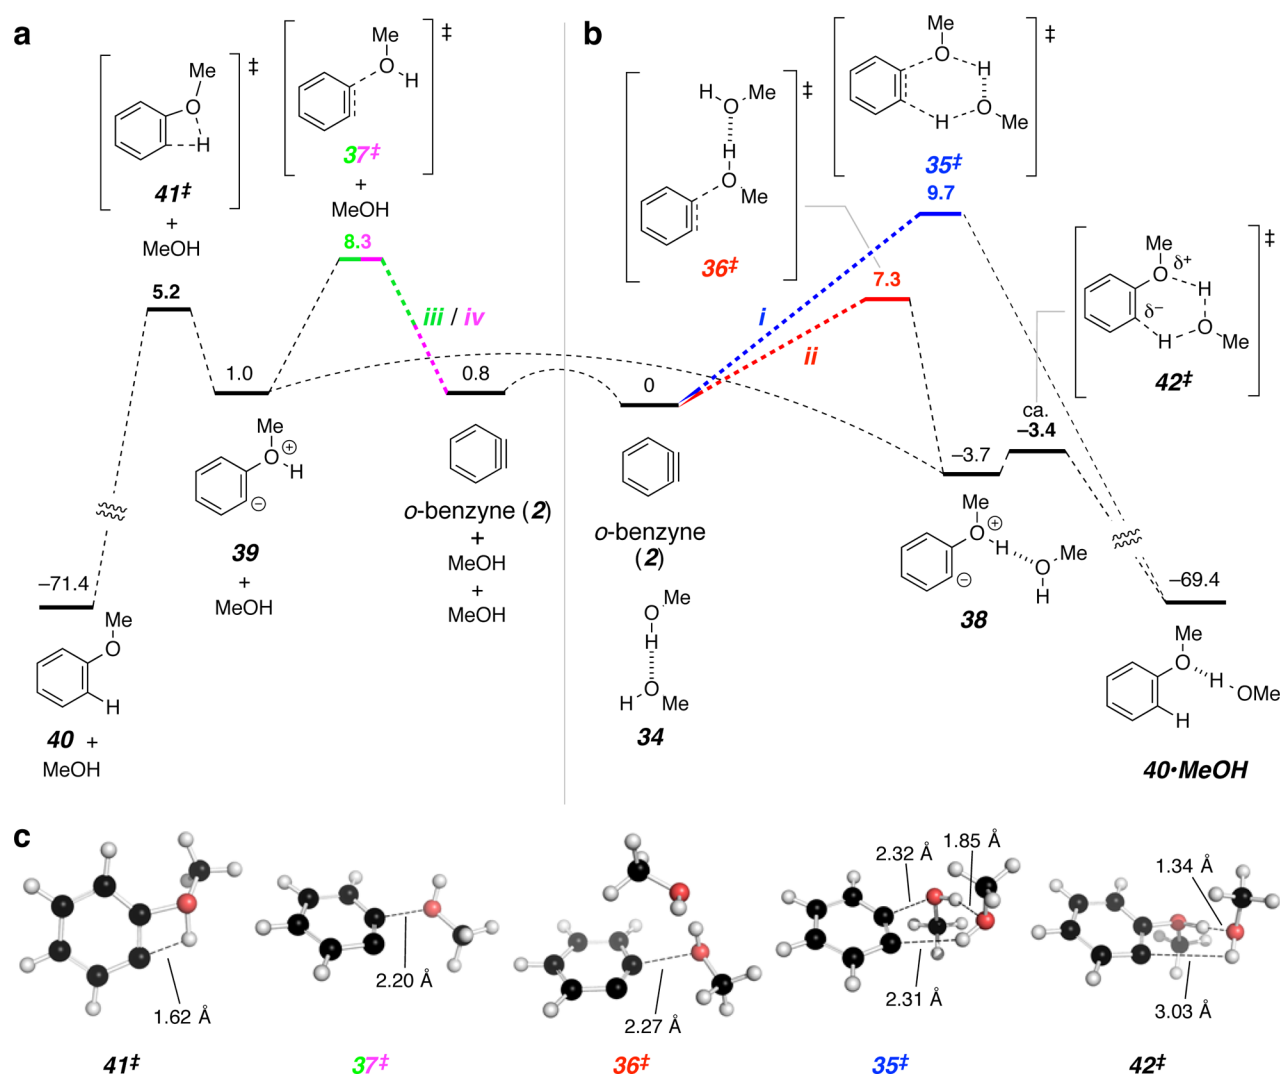 a
Me
O
H
‡
41‡
+
MeOH
Me
O
H
‡
37‡
+
MeOH
5.2
8.3
iii / iv
1.0
0.8
–71.4
Me
O
⊕
H
⊖
39
+
MeOH
o-benzyne (2)
+
MeOH
+
MeOH
Me
O
H
40 +
MeOH
b
H
O
Me
H
O
Me
‡
36‡
Me
O
H
O
Me
H
‡
35‡
9.7
7.3
i
ii
0
o-benzyne
(2)
O
Me
H
H
O
Me
34
Me
O
δ+
H
δ–
O
H
Me
‡
42‡
ca.
–3.4
–3.7
Me
O
⊕
H
Me
O
⊖
H
38
–69.4
Me
O
H
OMe
H
40•MeOH
c
1.62 Å
2.20 Å
2.27 Å
2.32 Å
1.85 Å
2.31 Å
1.34 Å
3.03 Å
41‡ 37‡ 36‡ 35‡ 42‡